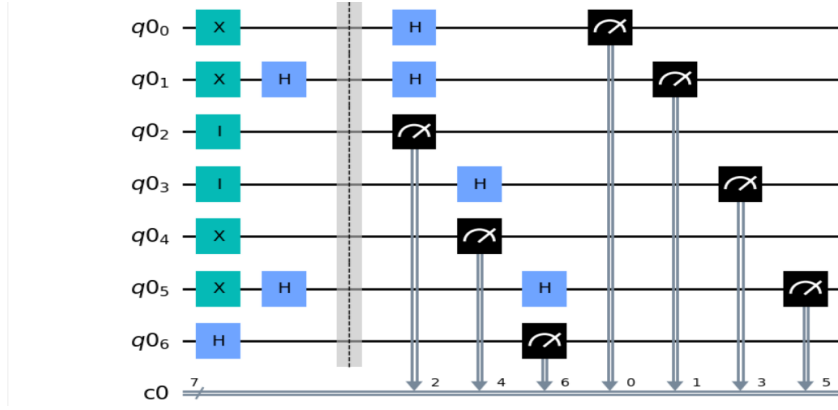 q0₀ X H
q0₁ X H H
q0₂ I
q0₃ I H
q0₄ X
q0₅ X H H
q0₆ H
c0 7 2 4 6 0 1 3 5